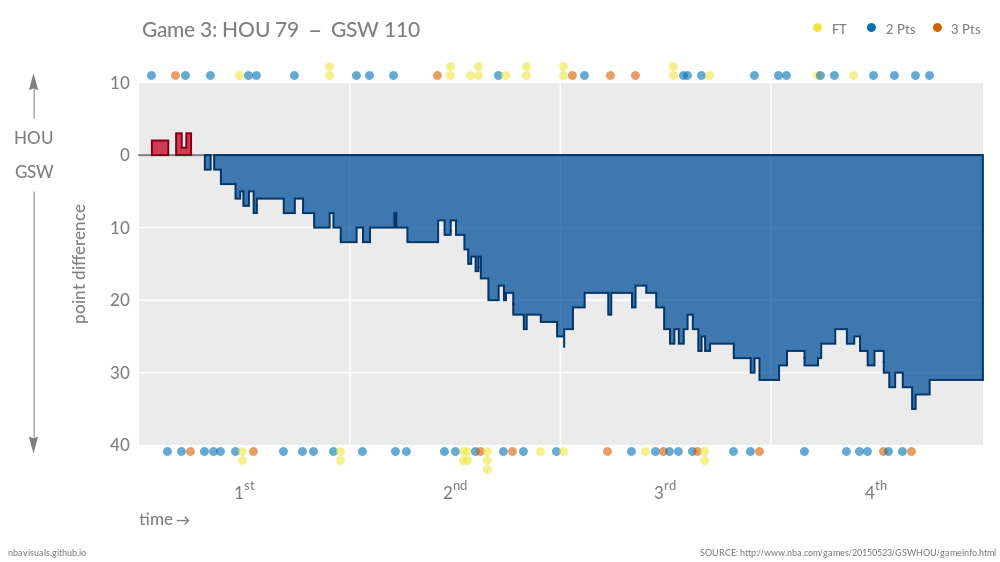 Game 3: HOU 79 – GSW 110
FT 2 Pts 3 Pts
10
HOU
0
GSW
10
point difference
20
30
40
1st 2nd 3rd 4th
time→
nbavisuals.github.io
SOURCE: http://www.nba.com/games/20150523/GSWHOU/gameinfo.html